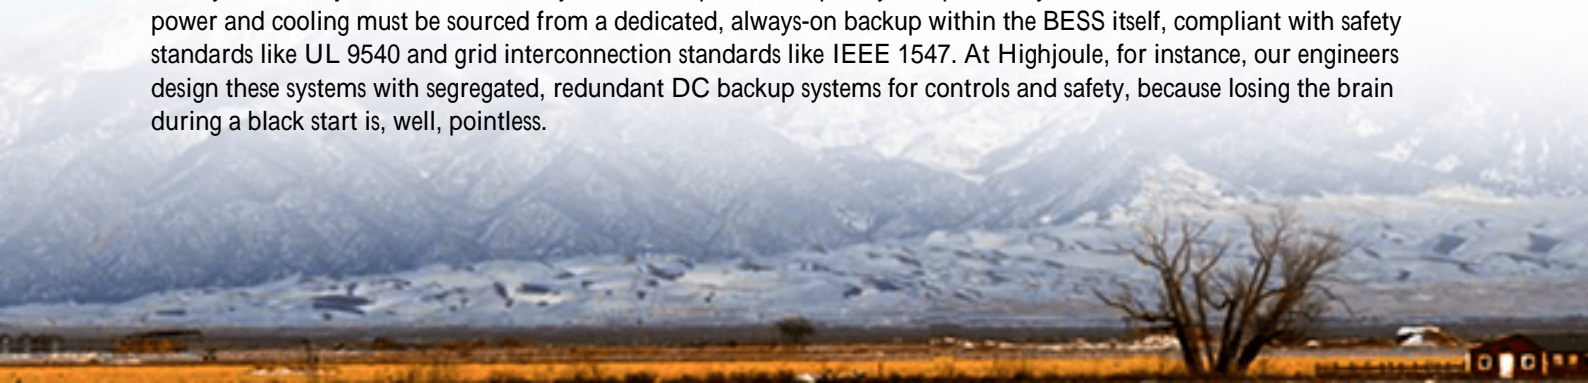 power and cooling must be sourced from a dedicated, always-on backup within the BESS itself, compliant with safety
standards like UL 9540 and grid interconnection standards like IEEE 1547. At Highjoule, for instance, our engineers
design these systems with segregated, redundant DC backup systems for controls and safety, because losing the brain
during a black start is, well, pointless.